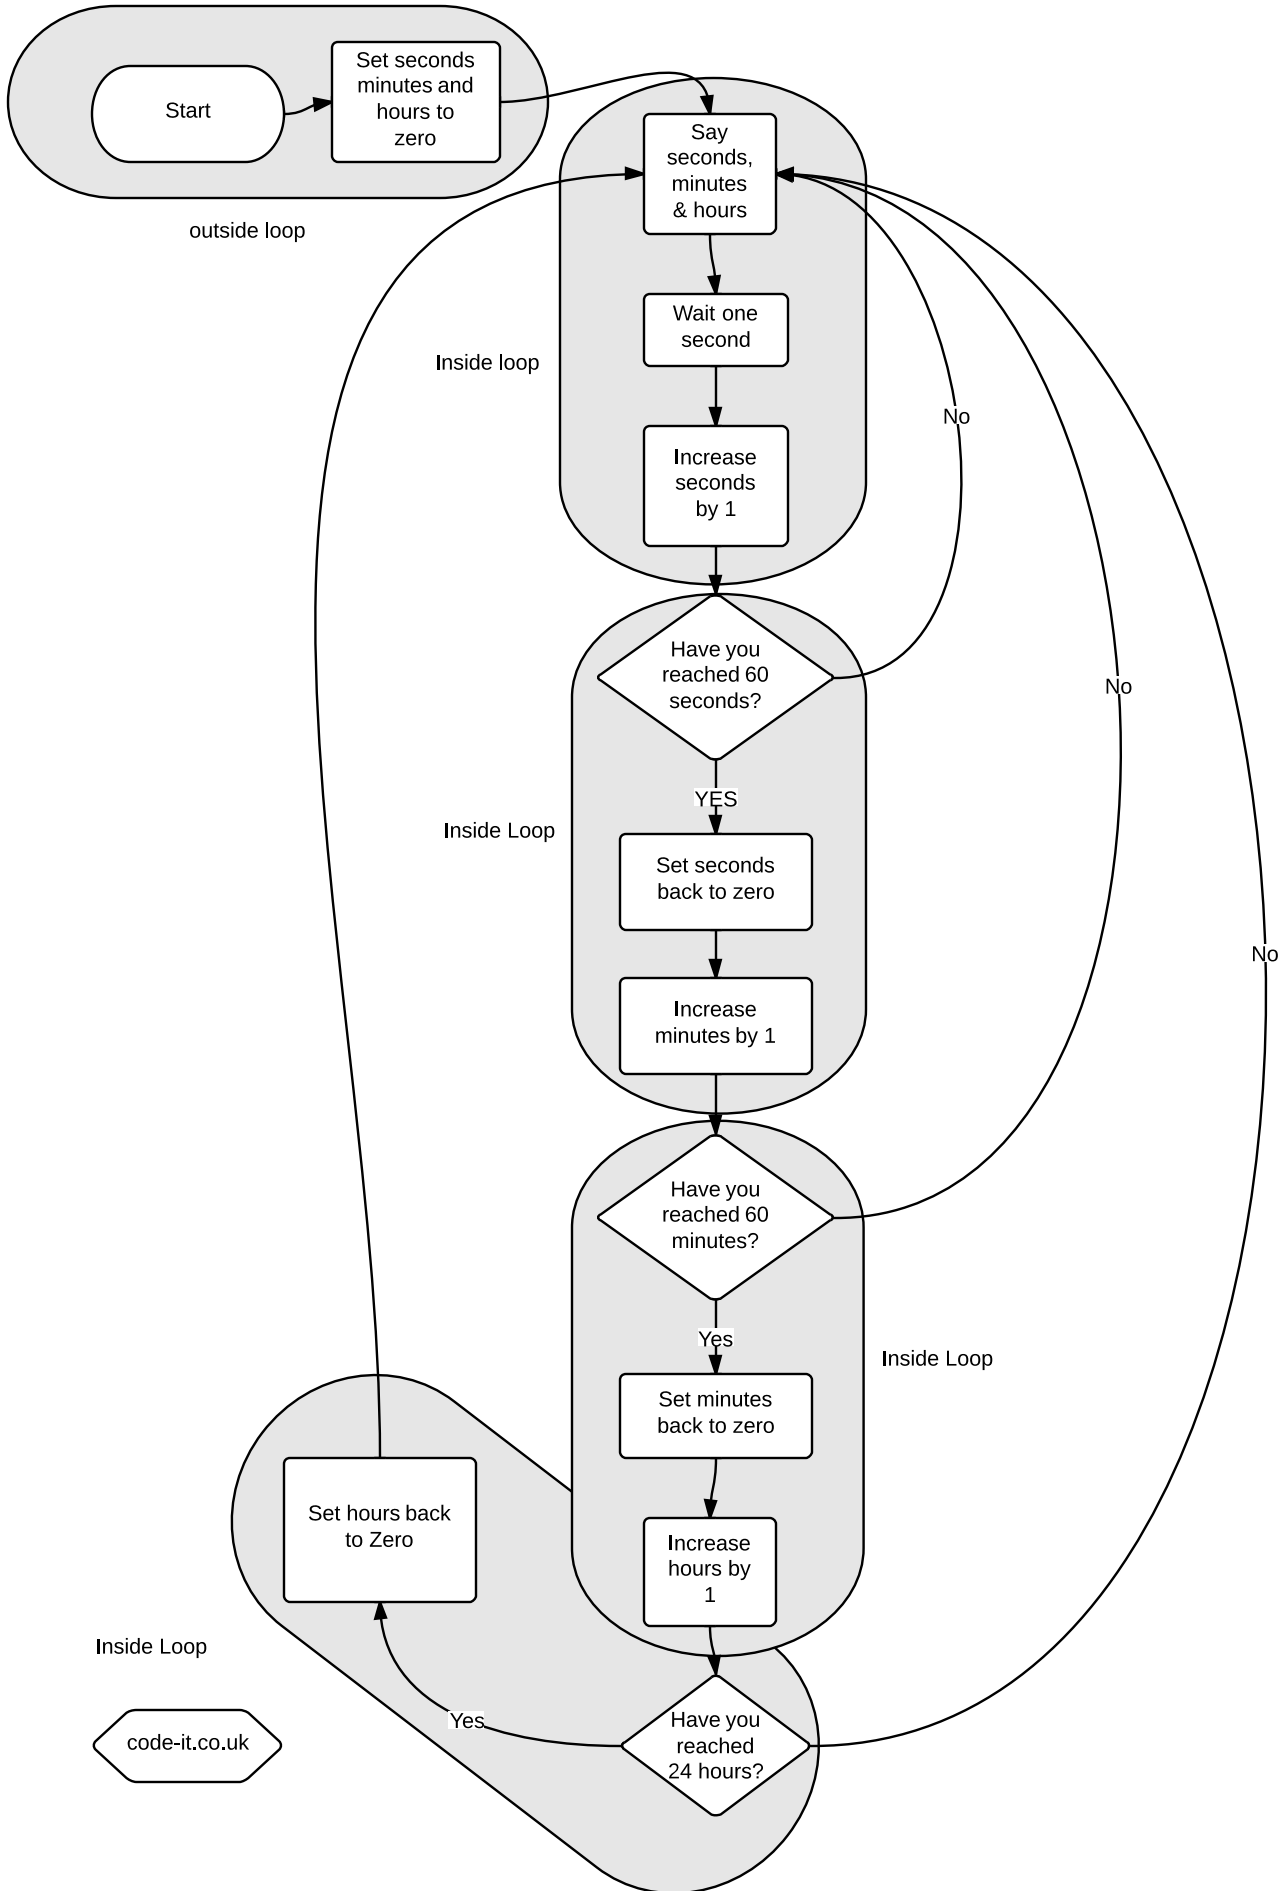 Start
Set seconds
minutes and
hours to
zero
outside loop
Say
seconds,
minutes
& hours
Wait one
second
Inside loop
Increase
seconds
by 1
No
Have you
reached 60
seconds?
No
YES
Inside Loop
Set seconds
back to zero
No
Increase
minutes by 1
Have you
reached 60
minutes?
Yes
Inside Loop
Set minutes
back to zero
Set hours back
to Zero
Increase
hours by
1
Inside Loop
Yes
Have you
reached
24 hours?
code-it.co.uk